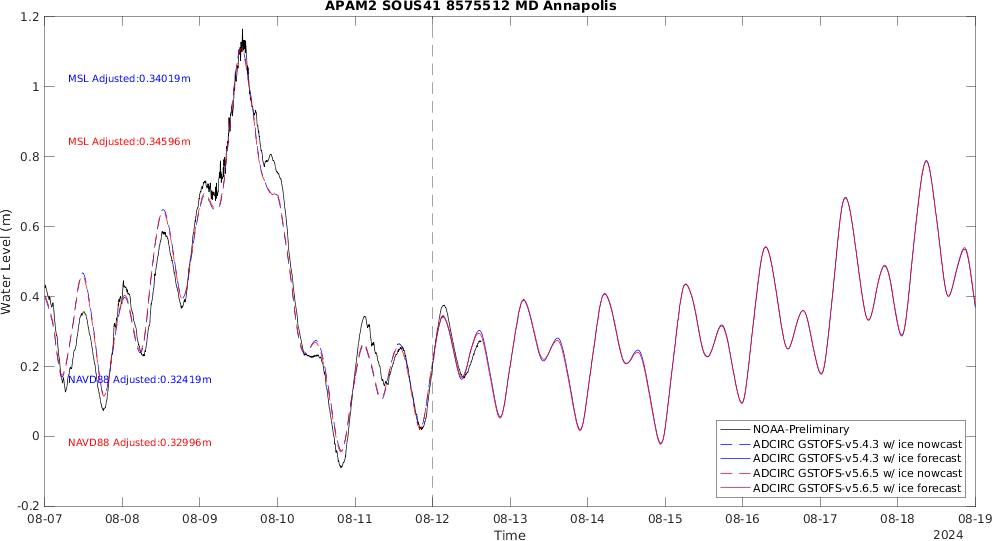 APAM2 SOUS41 8575512 MD Annapolis
1.2
1
0.8
0.6
0.4
0.2
0
-0.2
Water Level (m)
MSL Adjusted:0.34019m
MSL Adjusted:0.34596m
NAVD88 Adjusted:0.32419m
NAVD88 Adjusted:0.32996m
NOAA-Preliminary
ADCIRC GSTOFS-v5.4.3 w/ ice nowcast
ADCIRC GSTOFS-v5.4.3 w/ ice forecast
ADCIRC GSTOFS-v5.6.5 w/ ice nowcast
ADCIRC GSTOFS-v5.6.5 w/ ice forecast
08-07 08-08 08-09 08-10 08-11 08-12 08-13 08-14 08-15 08-16 08-17 08-18 08-19
Time
2024